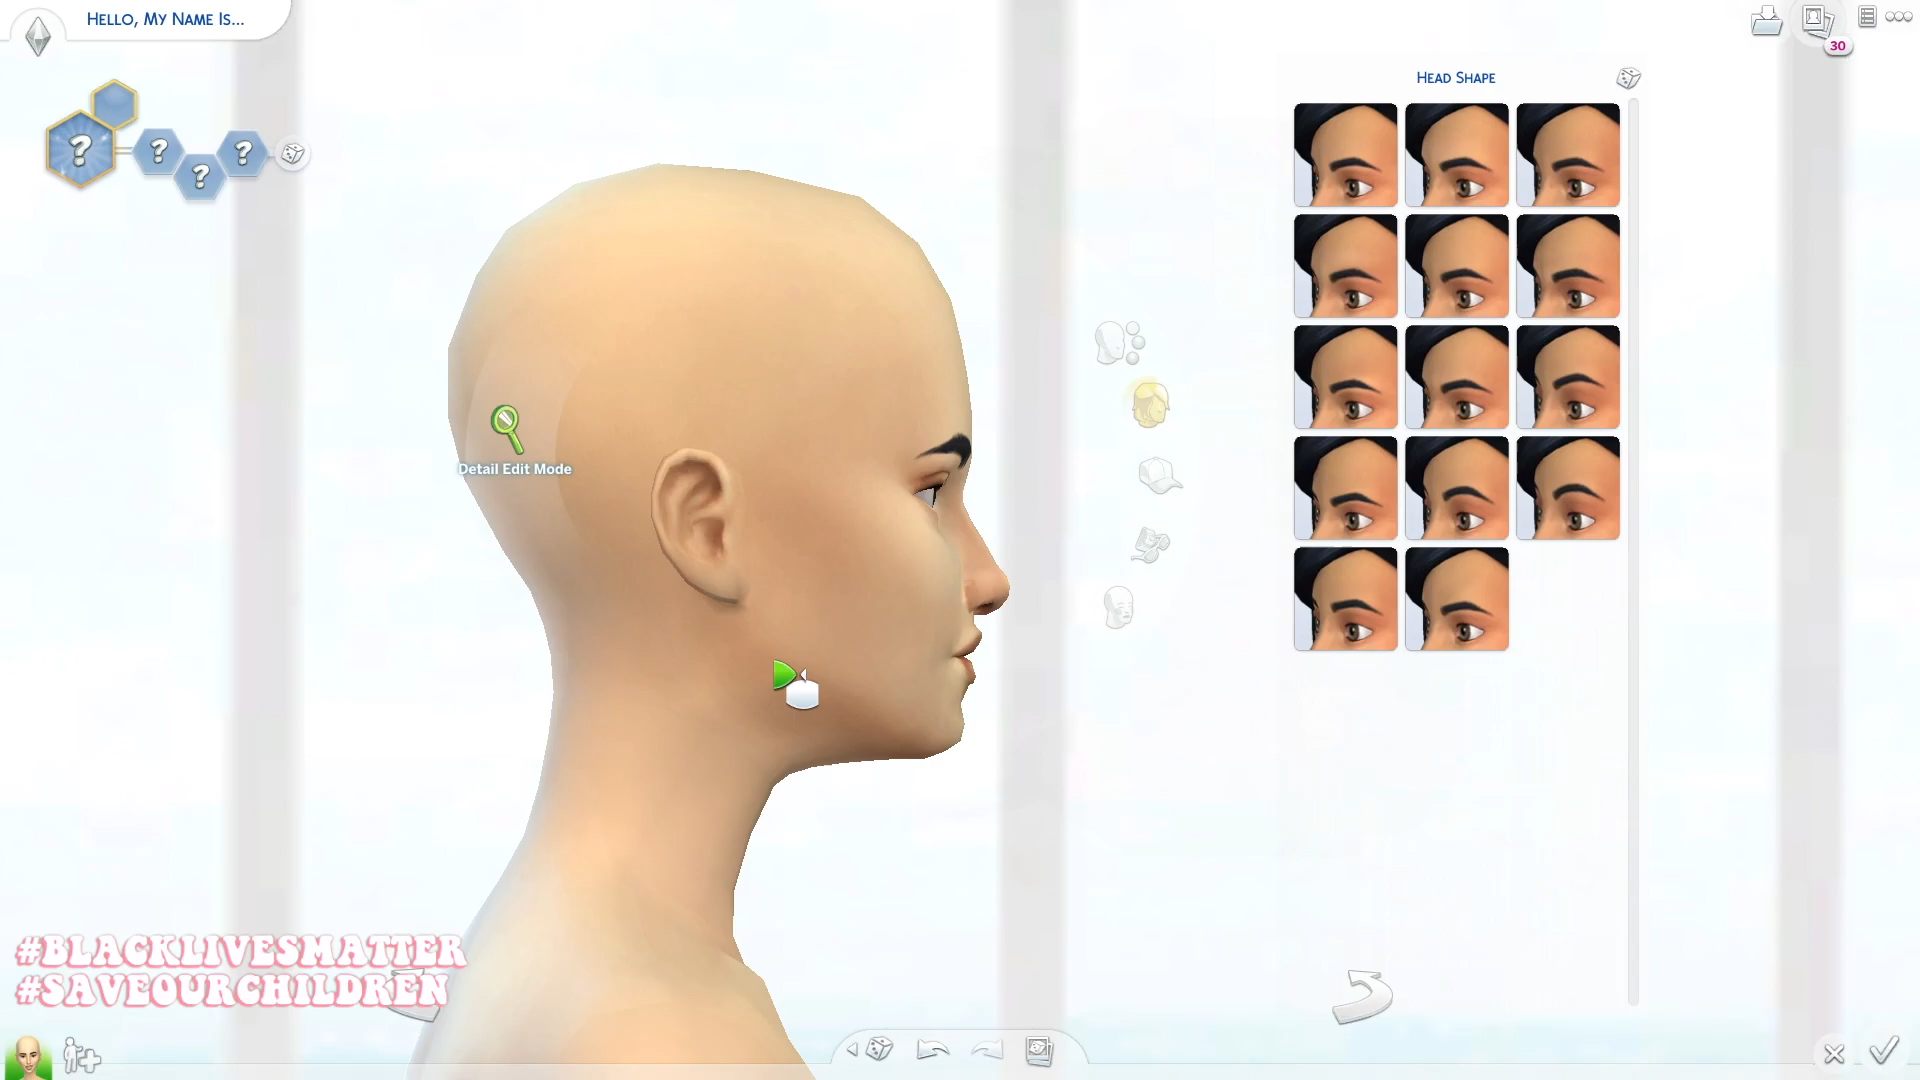 Hello, My Name Is...
30
Head Shape
?
?
?
?
Detail Edit Mode
#BLACKLIVESMATTER
#SAVEOURCHILDREN